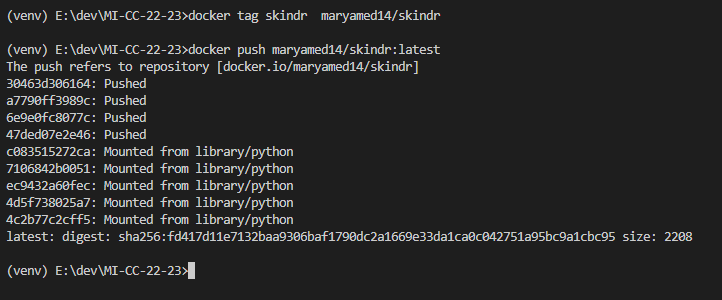 (venv) E:\dev\MI-CC-22-23>docker tag skindr  maryamed14/skindr
(venv) E:\dev\MI-CC-22-23>docker push maryamed14/skindr:latest
The push refers to repository [docker.io/maryamed14/skindr]
30463d306164: Pushed
a7790ff3989c: Pushed
6e9e0fc8077c: Pushed
47ded07e2e46: Pushed
c083515272ca: Mounted from library/python
7106842b0051: Mounted from library/python
ec9432a60fec: Mounted from library/python
4d5f738025a7: Mounted from library/python
4c2b77c2cff5: Mounted from library/python
latest: digest: sha256:fd417d11e7132baa9306baf1790dc2a1669e33da1ca0c042751a95bc9a1cbc95 size: 2208
(venv) E:\dev\MI-CC-22-23>